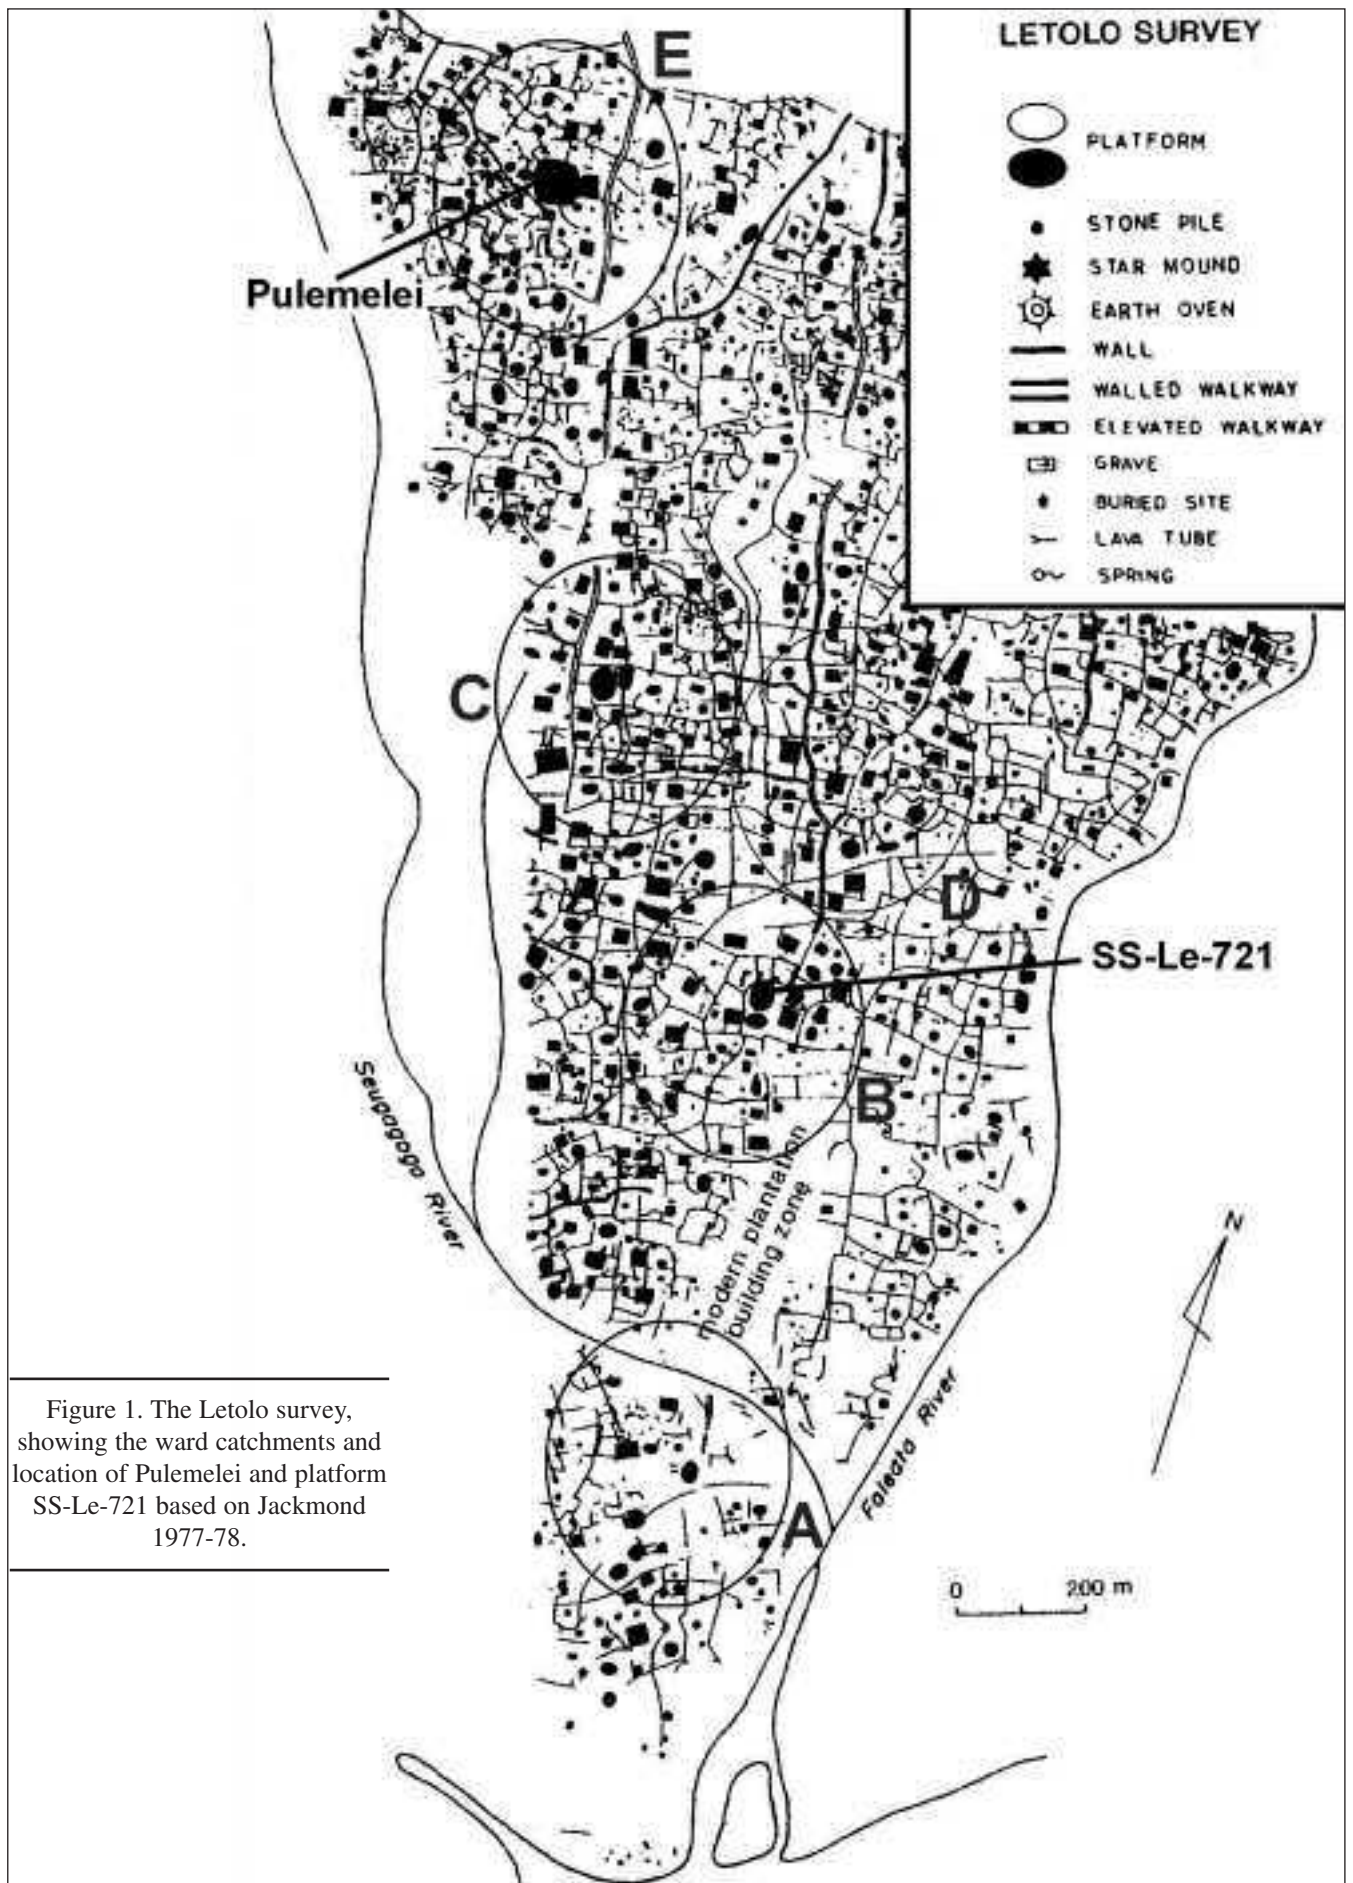 LETOLO SURVEY
PLATFORM
STONE PILE
STAR MOUND
EARTH OVEN
WALL
WALLED WALKWAY
ELEVATED WALKWAY
GRAVE
BURIED SITE
LAVA TUBE
SPRING
E
Pulemelei
C
D
SS-Le-721
B
Seugagogo River
modern plantation
building zone
N
Faleata River
A
0 200 m
Figure 1. The Letolo survey,
showing the ward catchments and
location of Pulemelei and platform
SS-Le-721 based on Jackmond
1977-78.